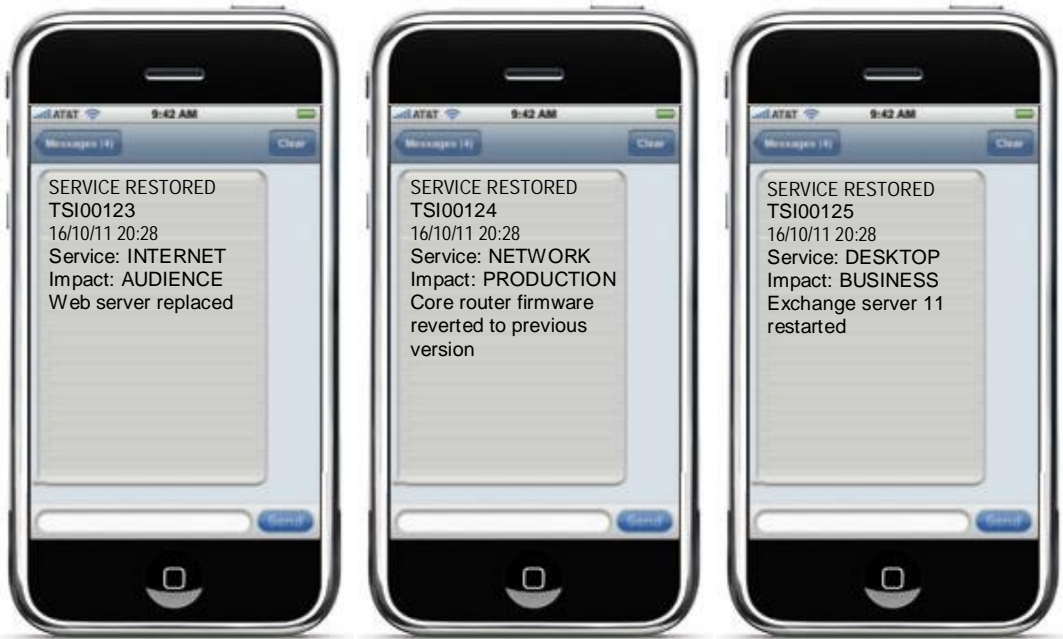 AT&T 9:42 AM
Messages (4) Clear
SERVICE RESTORED
TSI00123
16/10/11 20:28
Service: INTERNET
Impact: AUDIENCE
Web server replaced
Send
AT&T 9:42 AM
Messages (4) Clear
SERVICE RESTORED
TSI00124
16/10/11 20:28
Service: NETWORK
Impact: PRODUCTION
Core router firmware
reverted to previous
version
Send
AT&T 9:42 AM
Messages (4) Clear
SERVICE RESTORED
TSI00125
16/10/11 20:28
Service: DESKTOP
Impact: BUSINESS
Exchange server 11
restarted
Send